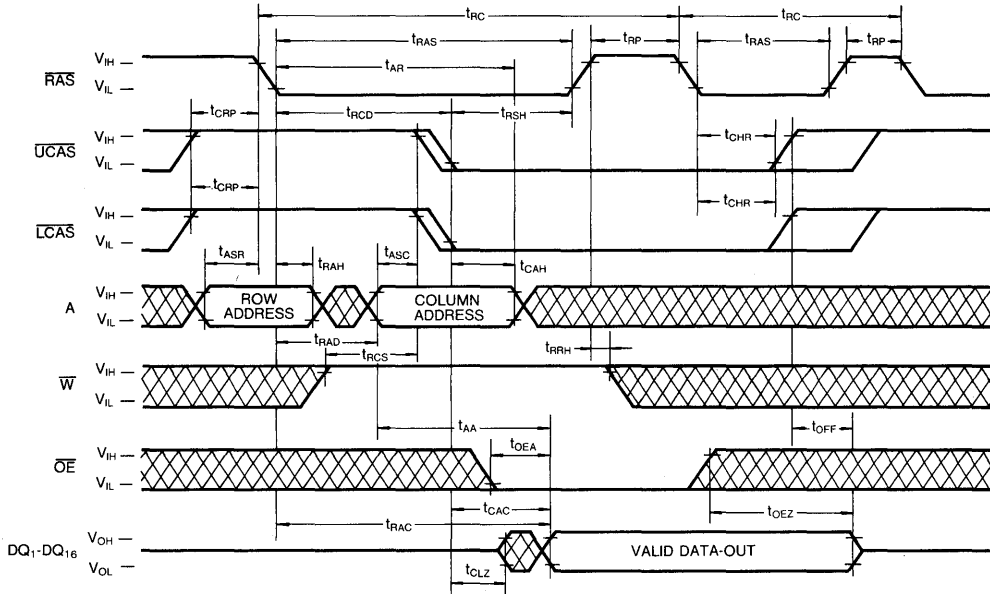 tRC tRC
tRAS tRP tRAS tRP
tAR
RAS VIH
VIL
tCRP tRCD tRSH
UCAS VIH
VIL
tCHR
tCRP
tCHR
LCAS VIH
VIL
tASR tRAH tASC tCAH
A VIH
VIL
ROW ADDRESS
COLUMN ADDRESS
tRAD tRCS tRRH
W VIH
VIL
tAA tOFF
tOEA
OE VIH
VIL
tCAC tOEZ
tRAC
DQ1-DQ16 VOH
VOL
VALID DATA-OUT
tCLZ